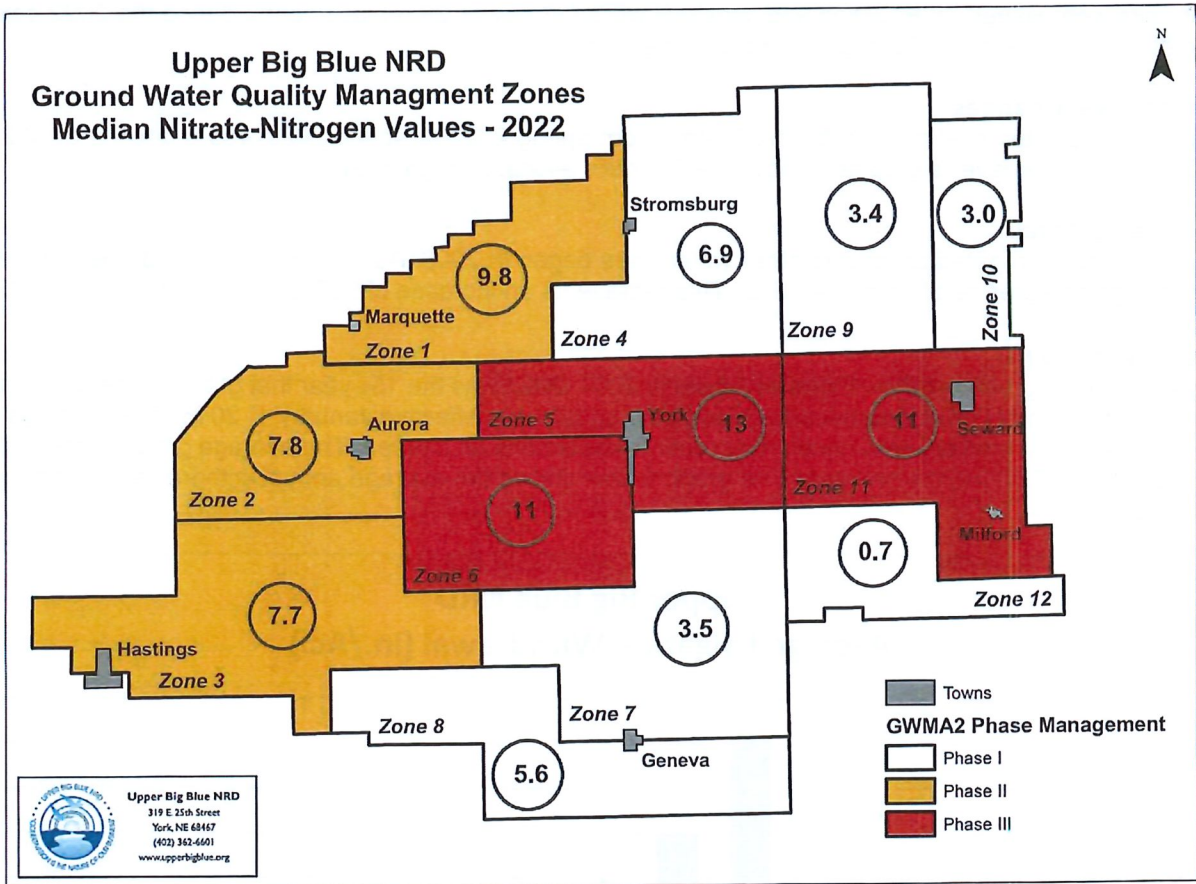 N
Upper Big Blue NRD
Ground Water Quality Managment Zones
Median Nitrate-Nitrogen Values - 2022
Stromsburg
3.4
3.0
6.9
9.8
Zone 10
Marquette
Zone 1
Zone 4
Zone 9
Aurora
Zone 5
York
13
11
Seward
7.8
Zone 2
Zone 11
11
Milford
0.7
Zone 6
Zone 12
7.7
3.5
Hastings
Zone 3
Zone 8
Zone 7
Geneva
5.6
Towns
GWMA2 Phase Management
Phase I
Phase II
Phase III
UPPER BIG BLUE NRD
Upper Big Blue NRD
319 E 25th Street
York, NE 68467
(402) 362-6601
www.upperbigblue.org